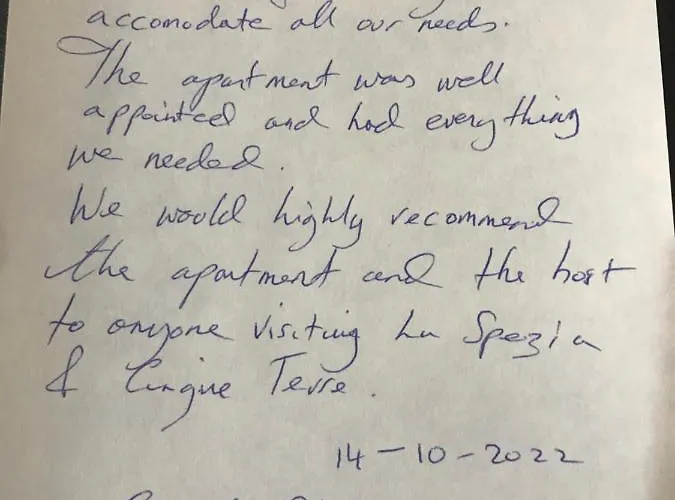 accomodate all our needs.
The apartment was well
appointed and had everything
we needed.
We would highly recommend
the apartment and the host
to anyone visiting La Spezia
& Cinque Terre.
14-10-2022